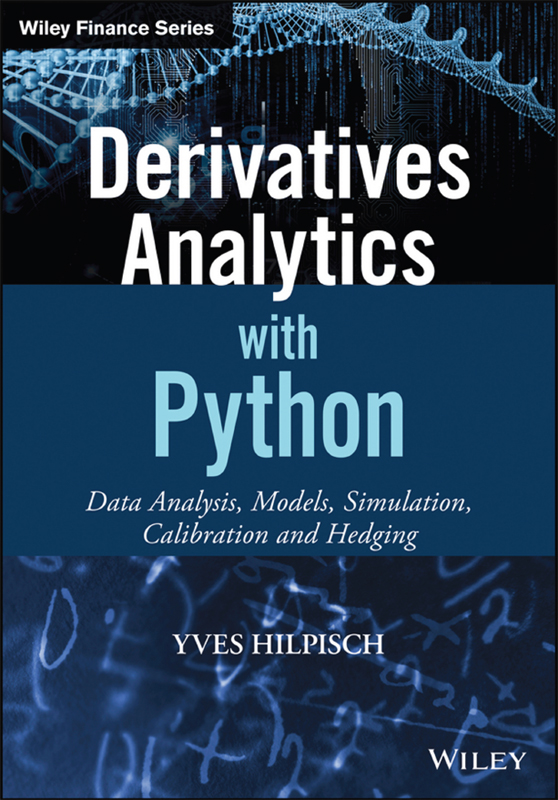 Wiley Finance Series
Derivatives
Analytics
with
Python
Data Analysis, Models, Simulation,
Calibration and Hedging
YVES HILPISCH
WILEY